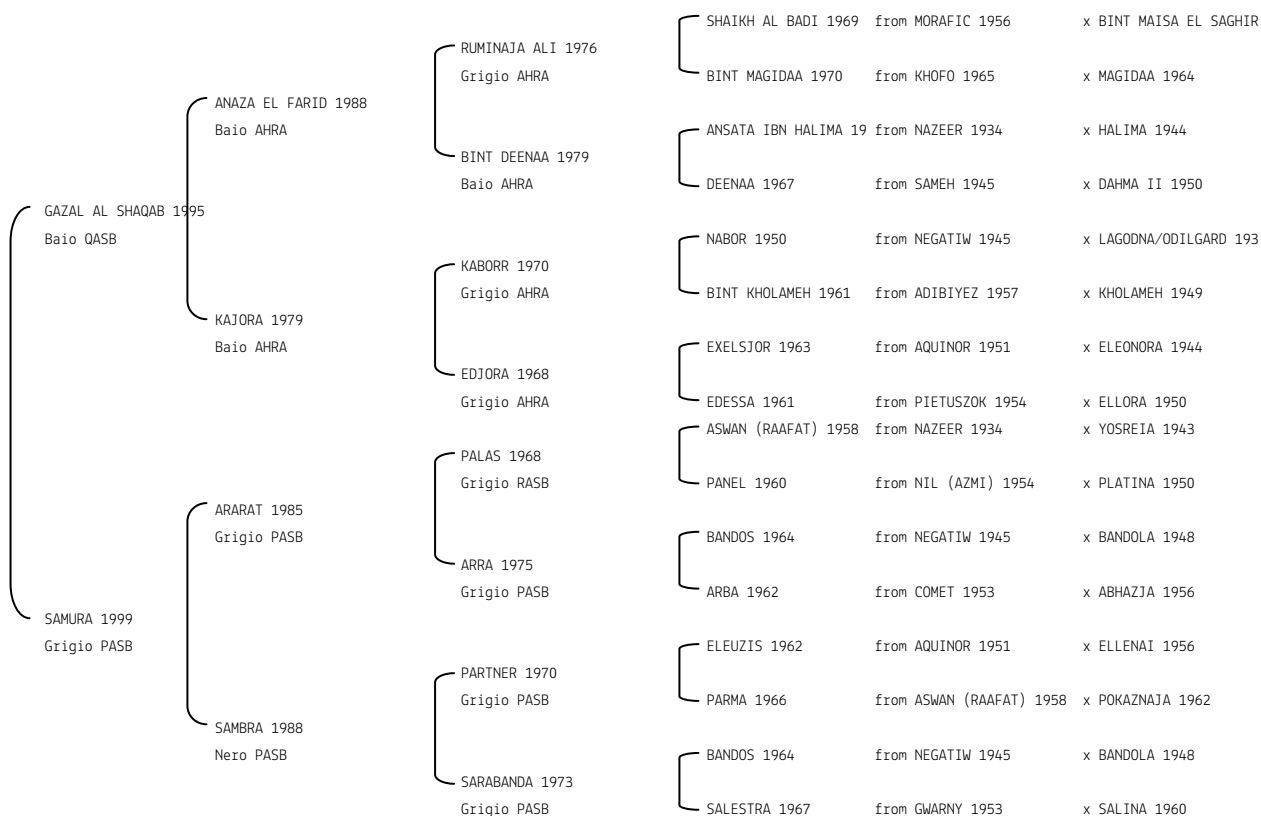 SHAIKH AL BADI 1969 from MORAFIC 1956 x BINT MAISA EL SAGHIR
RUMINAJA ALI 1976
Grigio AHRA
BINT MAGIDAA 1970 from KHOFO 1965 x MAGIDAA 1964
ANAZA EL FARID 1988
Baio AHRA
ANSATA IBN HALIMA 19 from NAZEER 1934 x HALIMA 1944
BINT DEENAA 1979
Baio AHRA
DEENAA 1967 from SAMEH 1945 x DAHMA II 1950
GAZAL AL SHAQAB 1995
Baio QASB
NABOR 1950 from NEGATIW 1945 x LAGODNA/ODILGARD 193
KABORR 1970
Grigio AHRA
BINT KHOLAMEH 1961 from ADIBIYEZ 1957 x KHOLAMEH 1949
KAJORA 1979
Baio AHRA
EXELSJOR 1963 from AQUINOR 1951 x ELEONORA 1944
EDJORA 1968
Grigio AHRA
EDESSA 1961 from PIETUSZOK 1954 x ELLORA 1950
ASWAN (RAAFAT) 1958 from NAZEER 1934 x YOSREIA 1943
PALAS 1968
Grigio RASB
PANEL 1960 from NIL (AZMI) 1954 x PLATINA 1950
ARARAT 1985
Grigio PASB
BANDOS 1964 from NEGATIW 1945 x BANDOLA 1948
ARRA 1975
Grigio PASB
ARBA 1962 from COMET 1953 x ABHAZJA 1956
SAMURA 1999
Grigio PASB
ELEUZIS 1962 from AQUINOR 1951 x ELLENAI 1956
PARTNER 1970
Grigio PASB
PARMA 1966 from ASWAN (RAAFAT) 1958 x POKAZNAJA 1962
SAMBRA 1988
Nero PASB
BANDOS 1964 from NEGATIW 1945 x BANDOLA 1948
SARABANDA 1973
Grigio PASB
SALESTRA 1967 from GWARNY 1953 x SALINA 1960